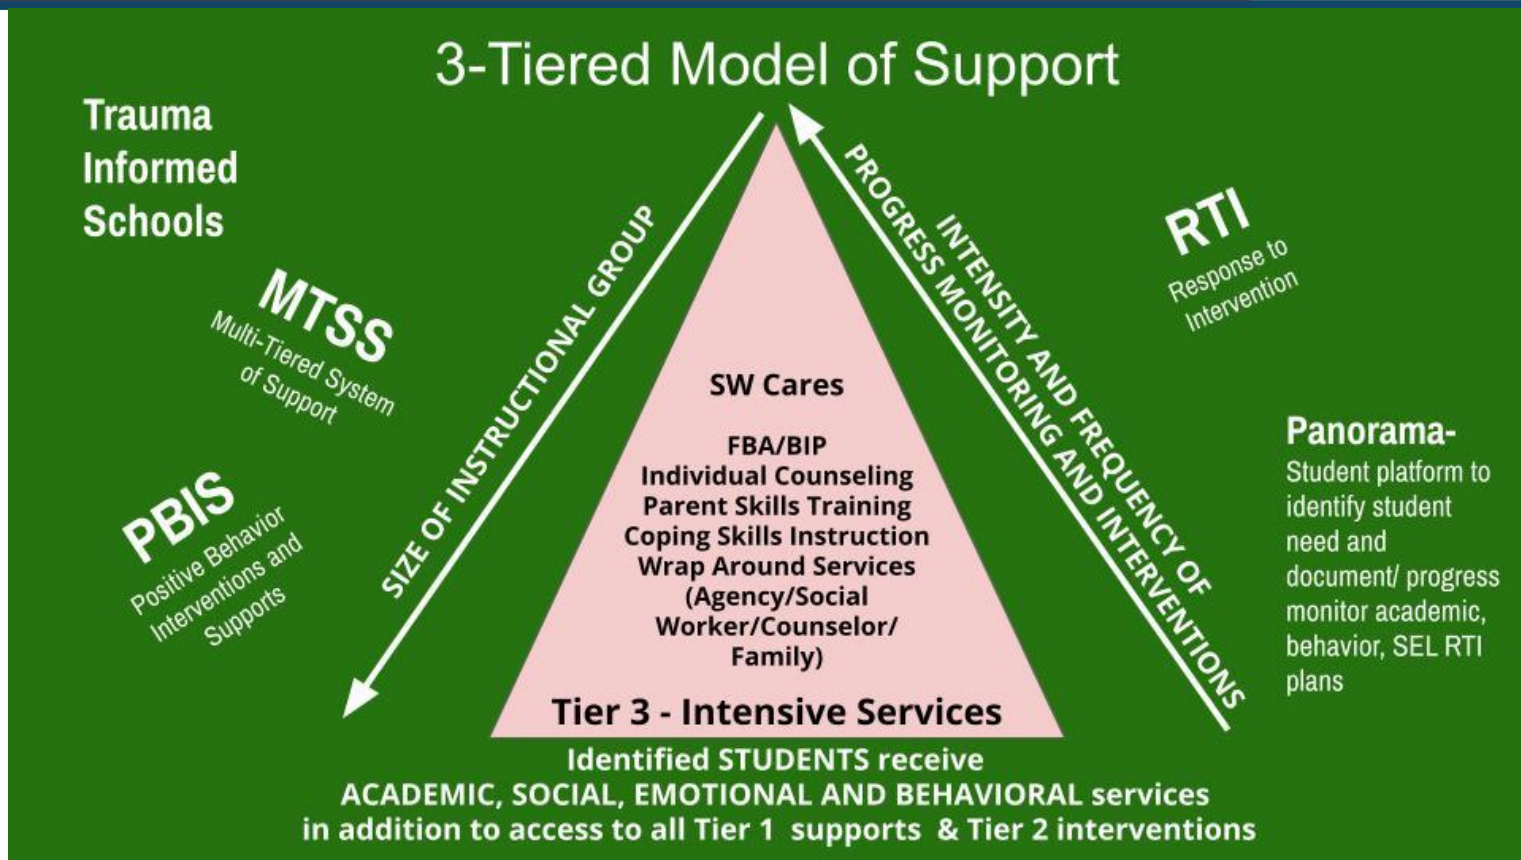 3-Tiered Model of Support
Trauma
Informed
Schools
MTSS
Multi-Tiered System
of Support
PBIS
Positive Behavior
Interventions and
Supports
SIZE OF INSTRUCTIONAL GROUP
SW Cares
FBA/BIP
Individual Counseling
Parent Skills Training
Coping Skills Instruction
Wrap Around Services
(Agency/Social
Worker/Counselor/
Family)
Tier 3 - Intensive Services
INTENSITY AND FREQUENCY OF
PROGRESS MONITORING AND INTERVENTIONS
RTI
Response to
Intervention
Panorama-
Student platform to
identify student
need and
document/ progress
monitor academic,
behavior, SEL RTI
plans
Identified STUDENTS receive
ACADEMIC, SOCIAL, EMOTIONAL AND BEHAVIORAL services
in addition to access to all Tier 1 supports & Tier 2 interventions